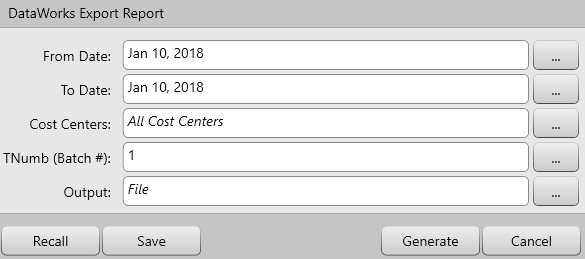 DataWorks Export Report
From Date: Jan 10, 2018 ...
To Date: Jan 10, 2018 ...
Cost Centers: All Cost Centers ...
TNumb (Batch #): 1 ...
Output: File ...
Recall Save Generate Cancel